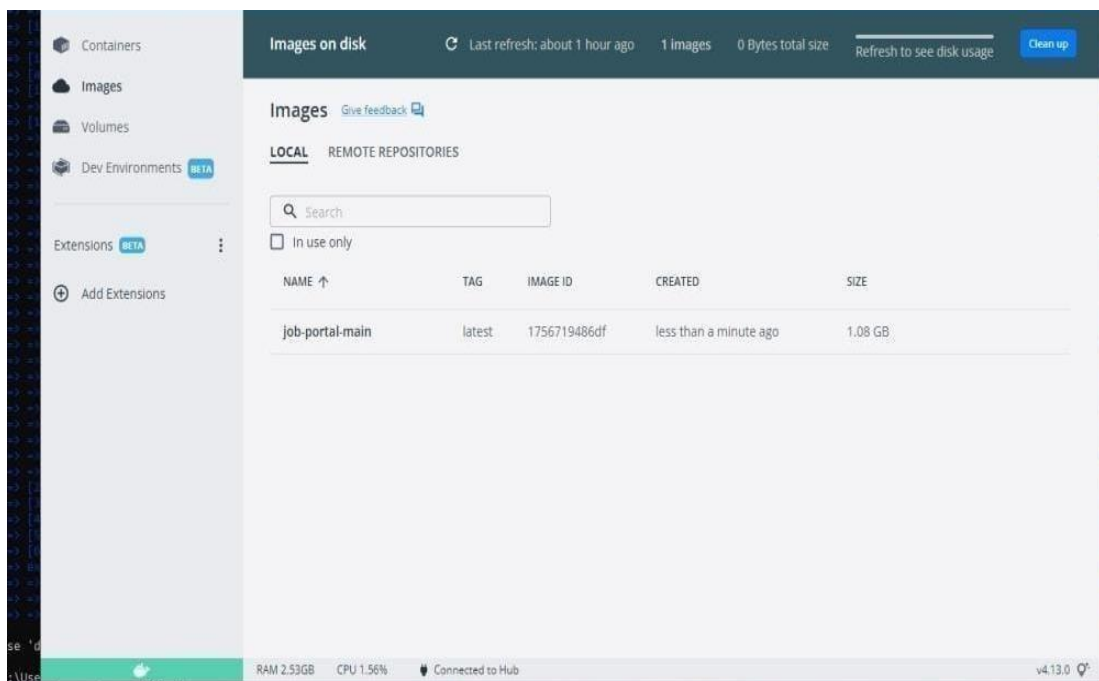 Containers
Images
Volumes
Dev Environments BETA
Extensions BETA
Add Extensions
Images on disk
Last refresh: about 1 hour ago
1 images
0 Bytes total size
Refresh to see disk usage
Clean up
Images Give feedback
LOCAL REMOTE REPOSITORIES
Search
In use only
NAME TAG IMAGE ID CREATED SIZE
job-portal-main latest 1756719486df less than a minute ago 1.08 GB
se 'd
:\Use
RAM 2.53GB CPU 1.56% Connected to Hub v4.13.0